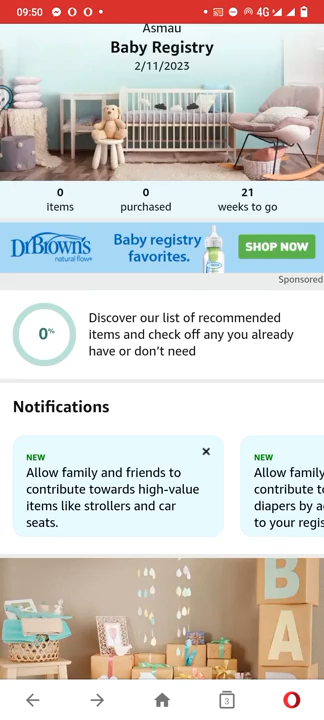 09:50 4G
Asmau
Baby Registry
2/11/2023
0 0 21
items purchased weeks to go
DrBrown's Baby registry SHOP NOW
natural flow® favorites.
Sponsored
0% Discover our list of recommended
items and check off any you already
have or don't need
Notifications
NEW
Allow family and friends to
contribute towards high-value
items like strollers and car
seats.
NEW
Allow family
contribute to
diapers by a
to your regis
B
A
3